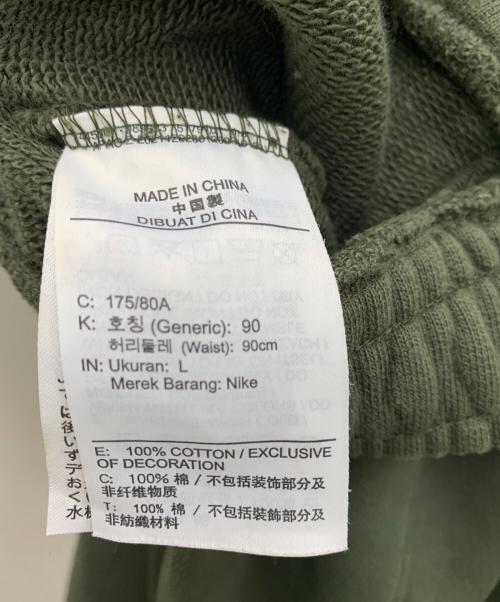 MADE IN CHINA
中国製
DIBUAT DI CINA
C: 175/80A
K: 호칭 (Generic): 90
허리둘레 (Waist): 90cm
IN: Ukuran: L
Merek Barang: Nike
E: 100% COTTON / EXCLUSIVE
OF DECORATION
C: 100% 棉 / 不包括装饰部分及
非纤维物质
T: 100% 棉 / 不包括裝飾部分及
非紡織材料